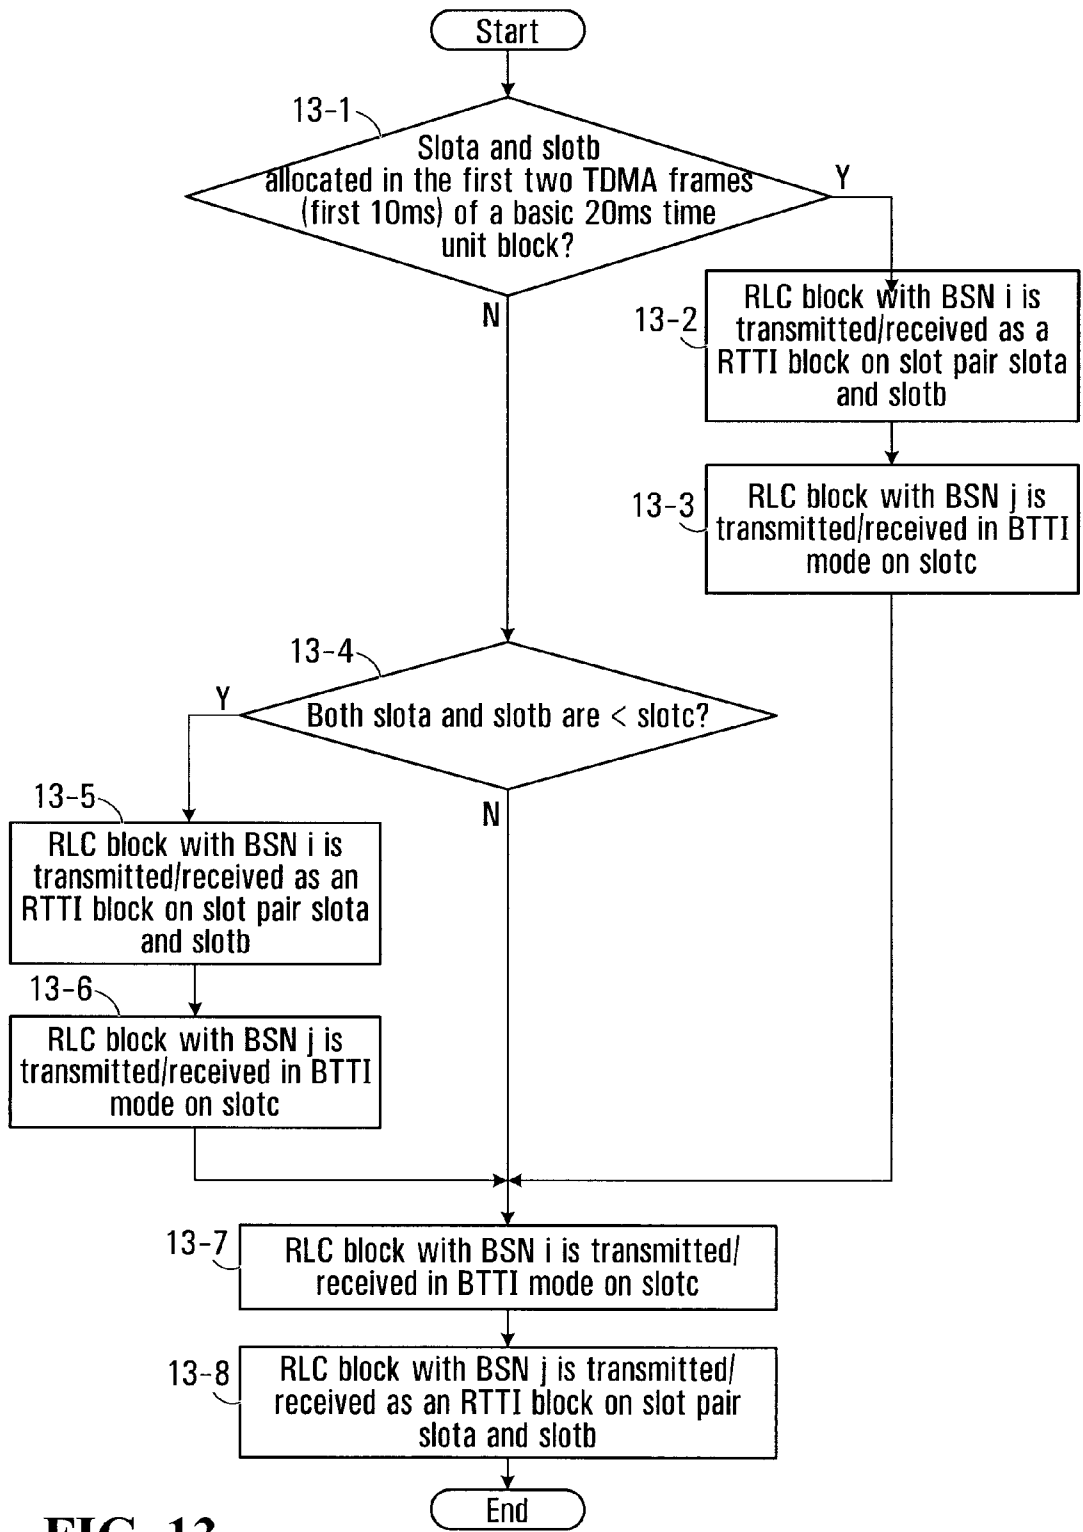 Start
13-1
Slota and slotb
allocated in the first two TDMA frames
(first 10ms) of a basic 20ms time
unit block?
Y
N
13-2
RLC block with BSN i is
transmitted/received as a
RTTI block on slot pair slota
and slotb
13-3
RLC block with BSN j is
transmitted/received in BTTI
mode on slotc
13-4
Both slota and slotb are < slotc?
Y
N
13-5
RLC block with BSN i is
transmitted/received as an
RTTI block on slot pair slota
and slotb
13-6
RLC block with BSN j is
transmitted/received in BTTI
mode on slotc
13-7
RLC block with BSN i is transmitted/
received in BTTI mode on slotc
13-8
RLC block with BSN j is transmitted/
received as an RTTI block on slot pair
slota and slotb
End
FIG. 13